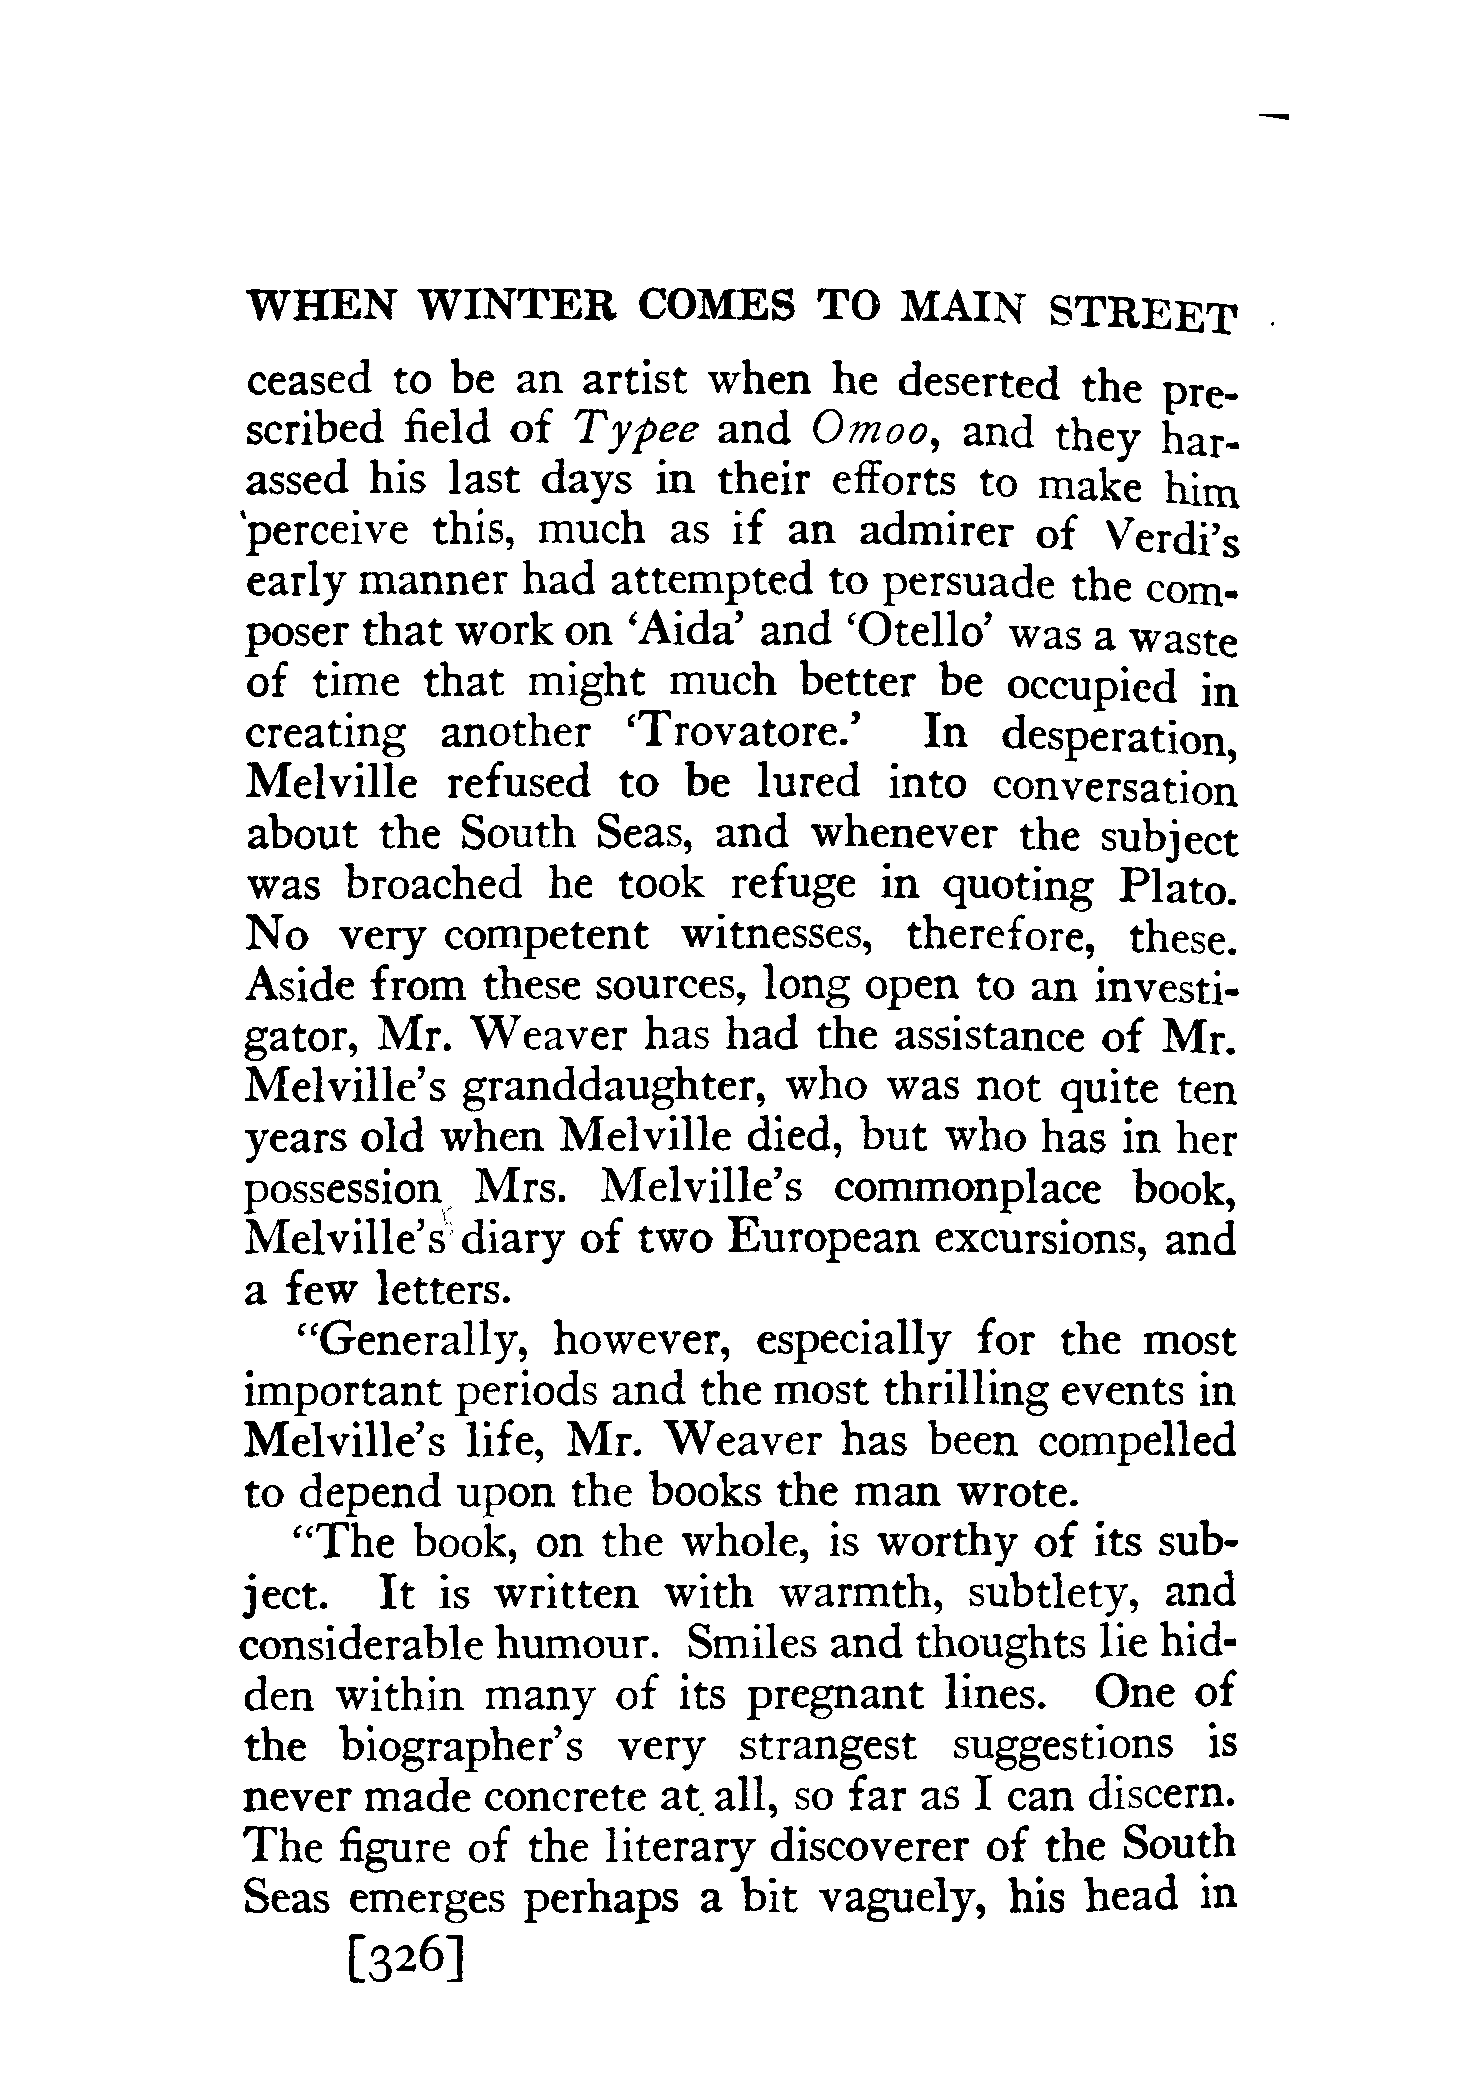 WHEN WINTER COMES TO MAIN STREET
ceased to be an artist when he deserted the pre-
scribed field of Typee and Omoo, and they har-
assed his last days in their efforts to make him
perceive this, much as if an admirer of Verdi's
early manner had attempted to persuade the com-
poser that work on 'Aida' and 'Otello' was a waste
of time that might much better be occupied in
creating another 'Trovatore.' In desperation,
Melville refused to be lured into conversation
about the South Seas, and whenever the subject
was broached he took refuge in quoting Plato.
No very competent witnesses, therefore, these.
Aside from these sources, long open to an investi-
gator, Mr. Weaver has had the assistance of Mr.
Melville's granddaughter, who was not quite ten
years old when Melville died, but who has in her
possession Mrs. Melville's commonplace book,
Melville's diary of two European excursions, and
a few letters.
"Generally, however, especially for the most
important periods and the most thrilling events in
Melville's life, Mr. Weaver has been compelled
to depend upon the books the man wrote.
"The book, on the whole, is worthy of its sub-
ject. It is written with warmth, subtlety, and
considerable humour. Smiles and thoughts lie hid-
den within many of its pregnant lines. One of
the biographer's very strangest suggestions is
never made concrete at all, so far as I can discern.
The figure of the literary discoverer of the South
Seas emerges perhaps a bit vaguely, his head in
[326]